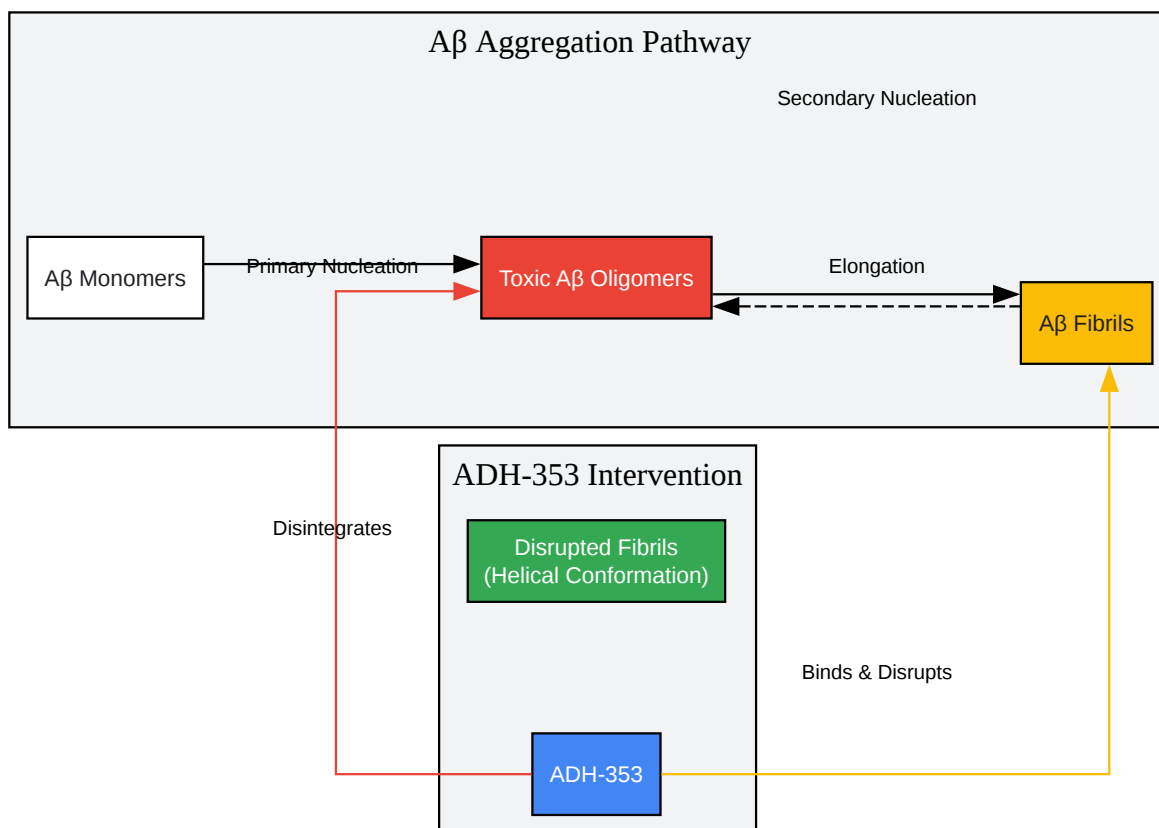 Aβ Aggregation Pathway
Secondary Nucleation
Aβ Monomers
Primary Nucleation
Toxic Aβ Oligomers
Elongation
Aβ Fibrils
ADH-353 Intervention
Disintegrates
Disrupted Fibrils
(Helical Conformation)
Binds & Disrupts
ADH-353